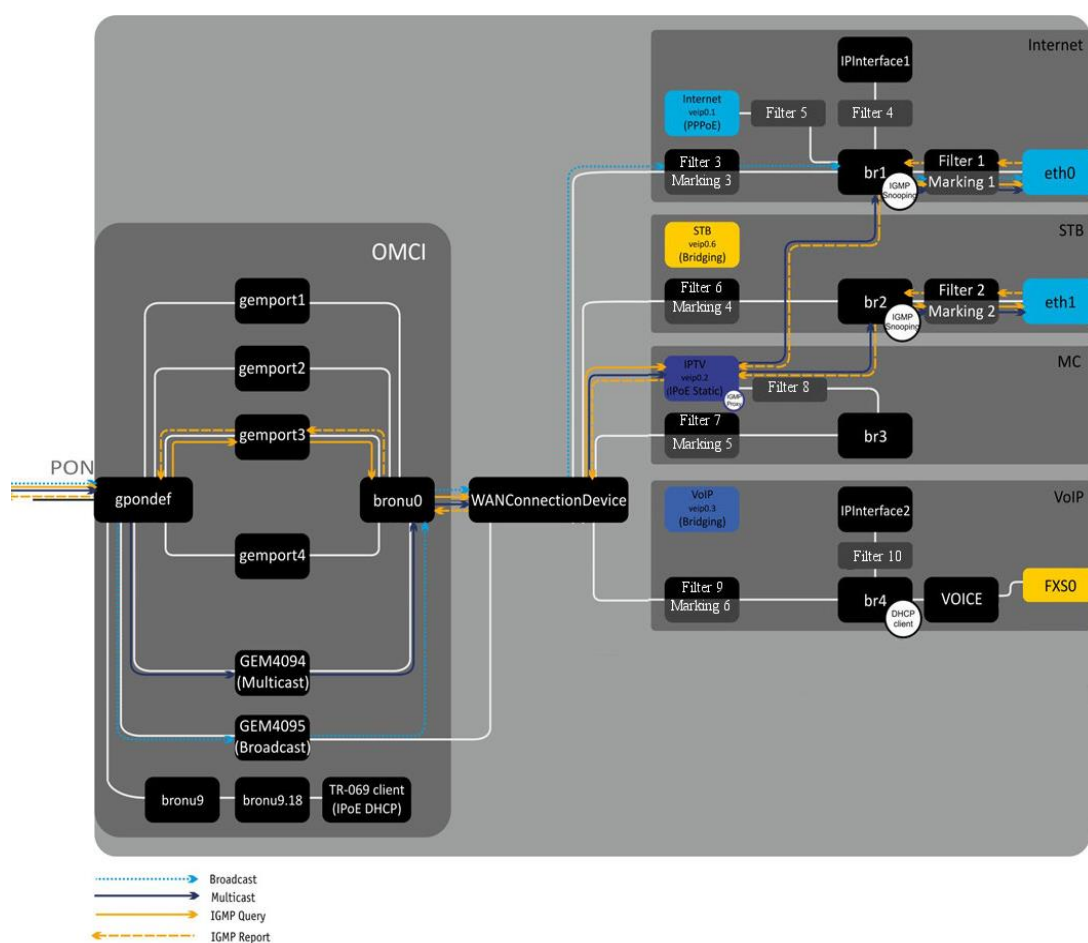 Internet
IPInterface1
Internet
veip0.1
(PPPoE)
Filter 5
Filter 4
Filter 3
Marking 3
br1
IGMP
Snooping
Filter 1
Marking 1
eth0
STB
STB
veip0.6
(Bridging)
Filter 6
Marking 4
br2
IGMP
Snooping
Filter 2
Marking 2
eth1
MC
IPTV
veip0.2
(IPoE Static)
IGMP
Proxy
Filter 8
Filter 7
Marking 5
br3
VoIP
VoIP
veip0.3
(Bridging)
IPInterface2
Filter 10
Filter 9
Marking 6
br4
DHCP
client
VOICE
FXS0
OMCI
gemport1
gemport2
gemport3
PON
gpondef
bronu0
WANConnectionDevice
gemport4
GEM4094
(Multicast)
GEM4095
(Broadcast)
bronu9
bronu9.18
TR-069 client
(IPoE DHCP)
Broadcast
Multicast
IGMP Query
IGMP Report